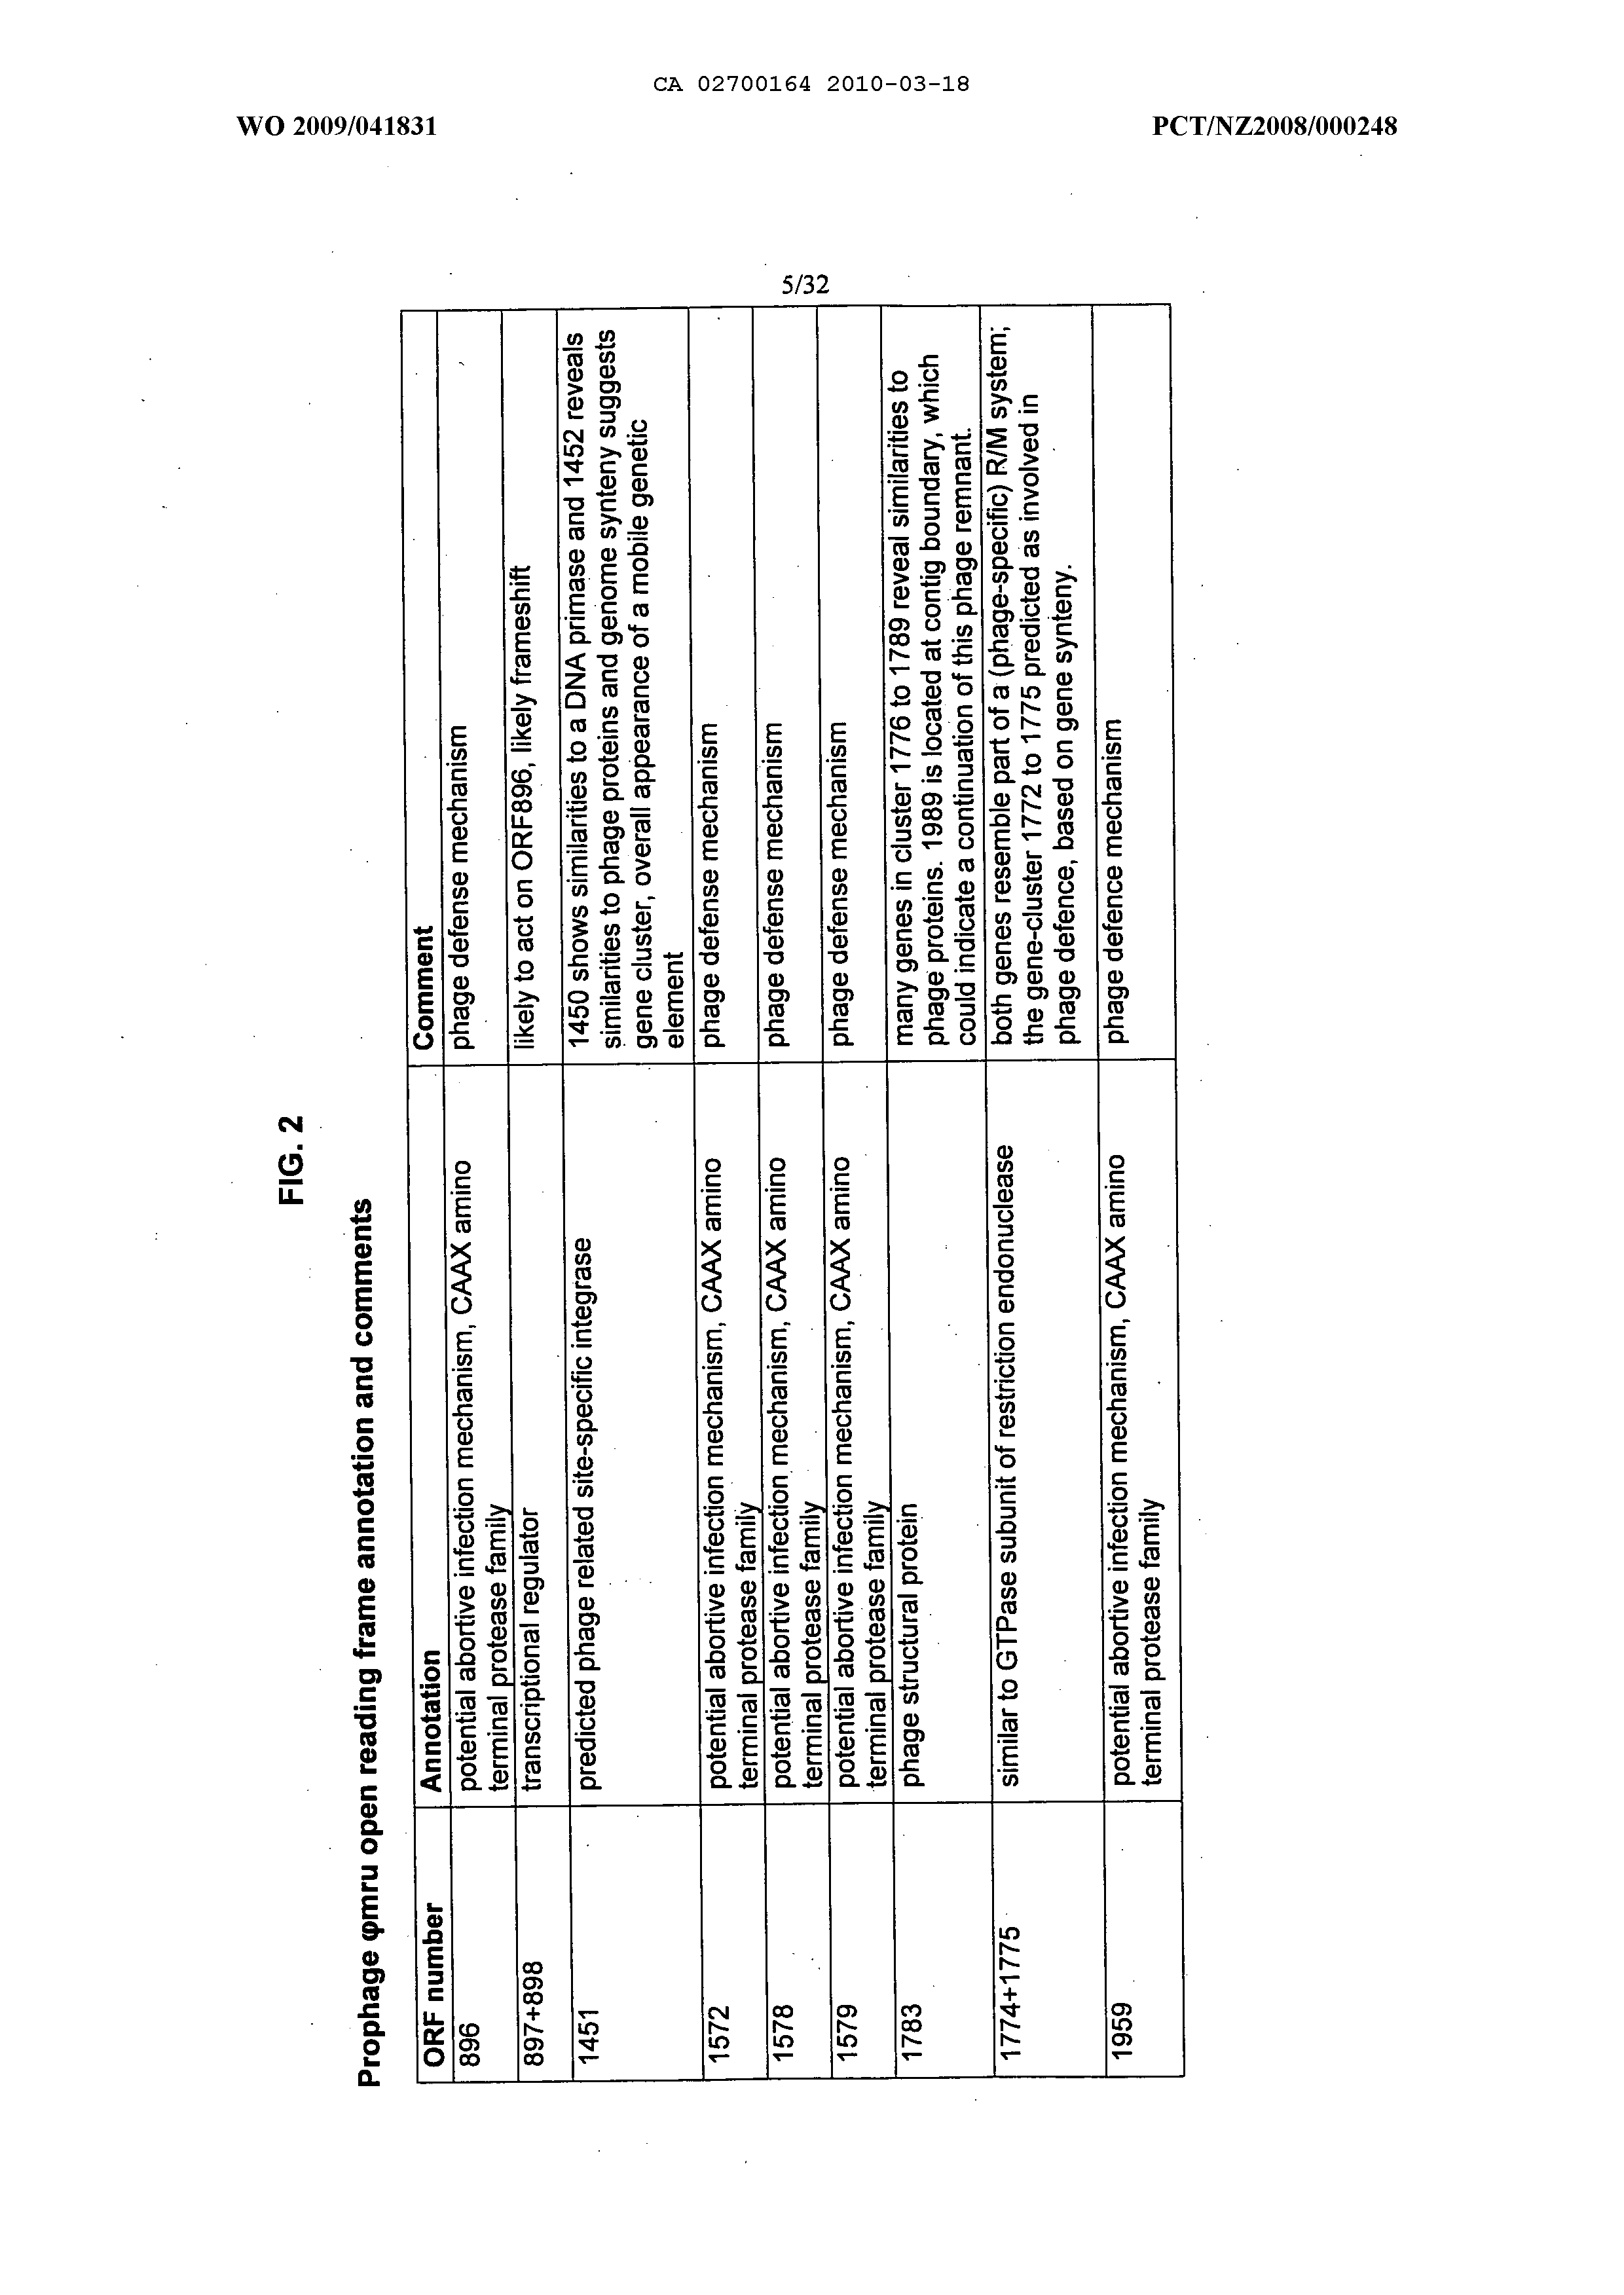 CA 02700164 2010-03-18
WO 2009/041831
PCT/NZ2008/000248
5/32
FIG. 2
Prophage φmru open reading frame annotation and comments
ORF number
Annotation
Comment
896
potential abortive infection mechanism, CAAX amino
terminal protease family
phage defense mechanism
897+898
transcriptional regulator
likely to act on ORF896, likely frameshift
1451
predicted phage related site-specific integrase
1450 shows similarities to a DNA primase and 1452 reveals
similarities to phage proteins and genome synteny suggests
gene cluster, overall appearance of a mobile genetic
element
1572
potential abortive infection mechanism, CAAX amino
terminal protease family
phage defense mechanism
1578
potential abortive infection mechanism, CAAX amino
terminal protease family
phage defense mechanism
1579
potential abortive infection mechanism, CAAX amino
terminal protease family
phage defense mechanism
1783
phage structural protein
many genes in cluster 1776 to 1789 reveal similarities to
phage proteins. 1989 is located at contig boundary, which
could indicate a continuation of this phage remnant.
1774+1775
similar to GTPase subunit of restriction endonuclease
both genes resemble part of a (phage-specific) R/M system;
the gene-cluster 1772 to 1775 predicted as involved in
phage defence, based on gene synteny.
1959
potential abortive infection mechanism, CAAX amino
terminal protease family
phage defence mechanism